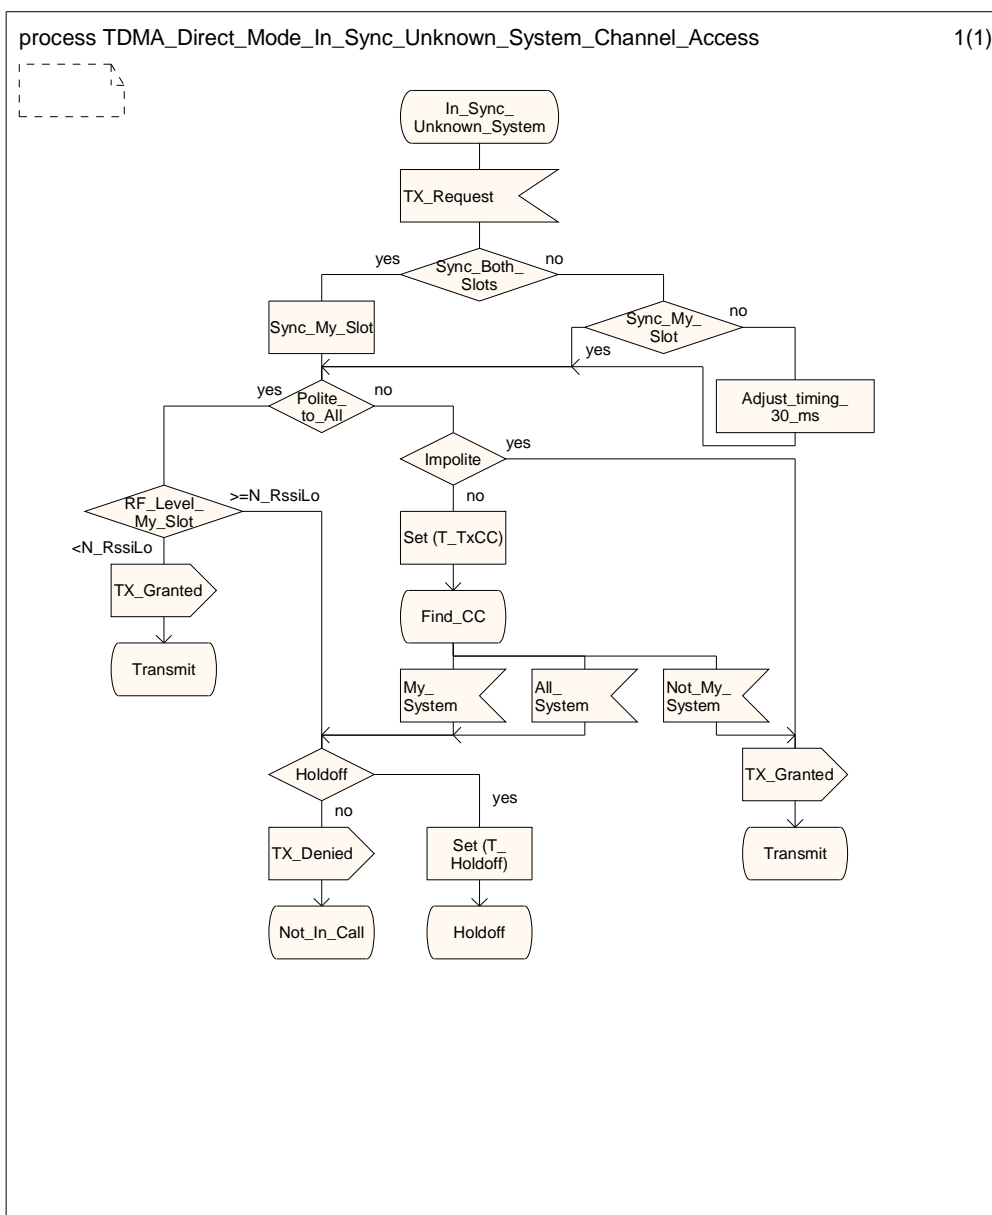 process TDMA_Direct_Mode_In_Sync_Unknown_System_Channel_Access 1(1)
In_Sync_
Unknown_System
TX_Request
yes
Sync_Both_
Slots
no
Sync_My_Slot
Sync_My_
Slot
no
yes
yes
Polite_
to_All
no
Adjust_timing_
30_ms
Impolite
yes
no
RF_Level_
My_Slot
>=N_RssiLo
<N_RssiLo
Set (T_TxCC)
TX_Granted
Find_CC
Transmit
My_
System
All_
System
Not_My_
System
Holdoff
yes
no
TX_Granted
TX_Denied
Set (T_
Holdoff)
Transmit
Not_In_Call
Holdoff